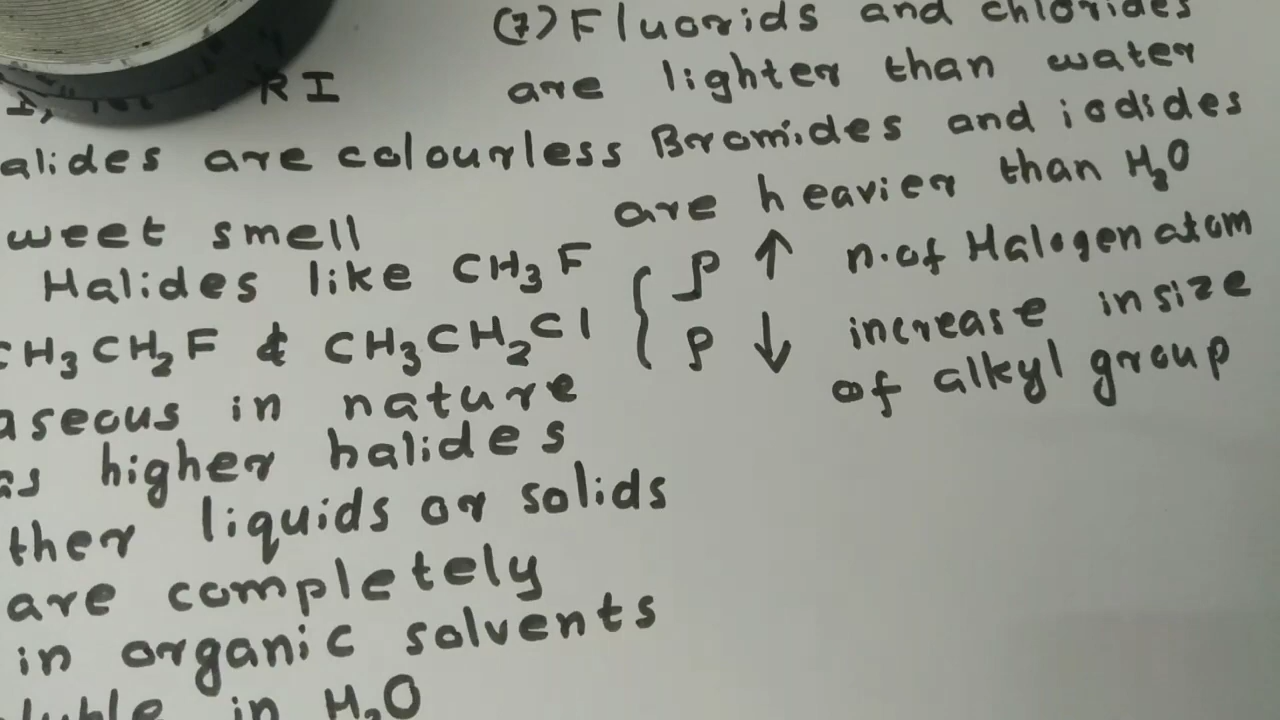 RI
alides are colourless
weet smell
Halides like CH₃F
CH₃CH₂F & CH₃CH₂Cl
aseous in nature
as higher halides
ther liquids or solids
are completely
in organic solvents
luble in H₂O
(7) Fluorids and chlorides
are lighter than water
Bromides and iodides
are heavier than H₂O
{ ρ ↑ n.of Halogen atom
ρ ↓ increase in size
of alkyl group